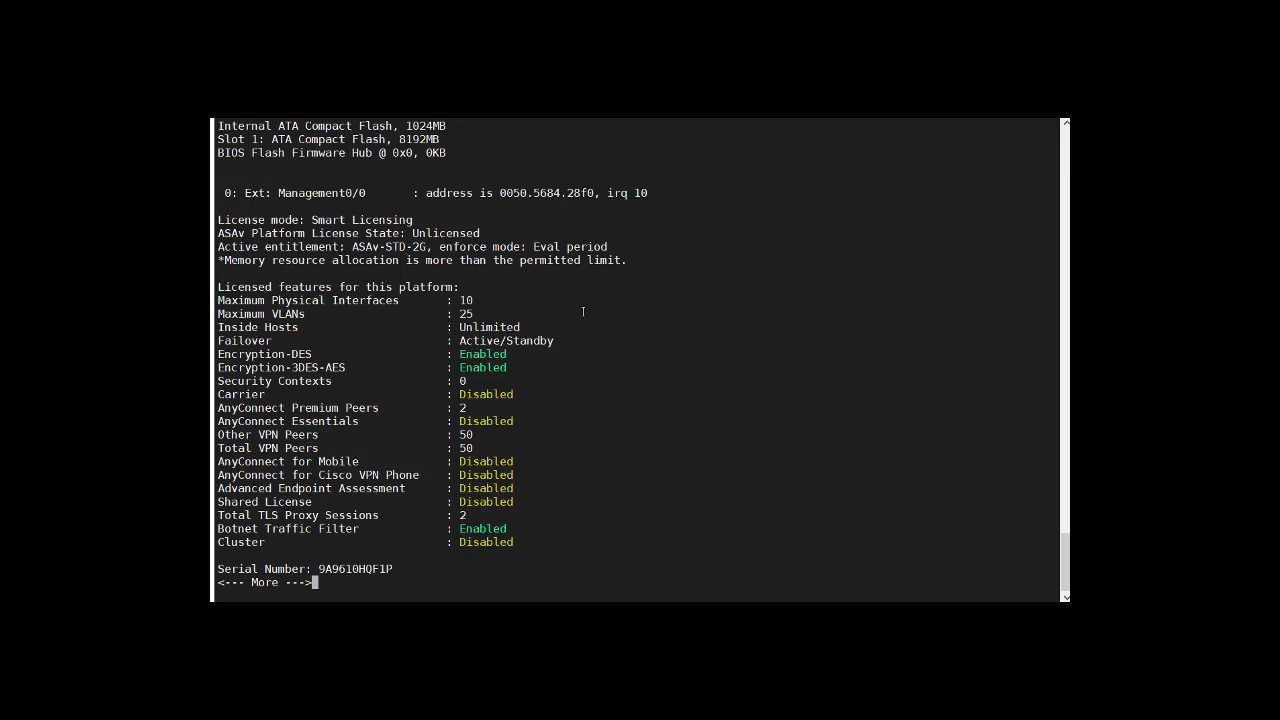 Internal ATA Compact Flash, 1024MB
Slot 1: ATA Compact Flash, 8192MB
BIOS Flash Firmware Hub @ 0x0, 0KB
0: Ext: Management0/0 : address is 0050.5684.28f0, irq 10
License mode: Smart Licensing
ASAv Platform License State: Unlicensed
Active entitlement: ASAv-STD-2G, enforce mode: Eval period
*Memory resource allocation is more than the permitted limit.
Licensed features for this platform:
Maximum Physical Interfaces : 10
Maximum VLANs : 25
Inside Hosts : Unlimited
Failover : Active/Standby
Encryption-DES : Enabled
Encryption-3DES-AES : Enabled
Security Contexts : 0
Carrier : Disabled
AnyConnect Premium Peers : 2
AnyConnect Essentials : Disabled
Other VPN Peers : 50
Total VPN Peers : 50
AnyConnect for Mobile : Disabled
AnyConnect for Cisco VPN Phone : Disabled
Advanced Endpoint Assessment : Disabled
Shared License : Disabled
Total TLS Proxy Sessions : 2
Botnet Traffic Filter : Enabled
Cluster : Disabled
Serial Number: 9A9610HQF1P
<--- More --->